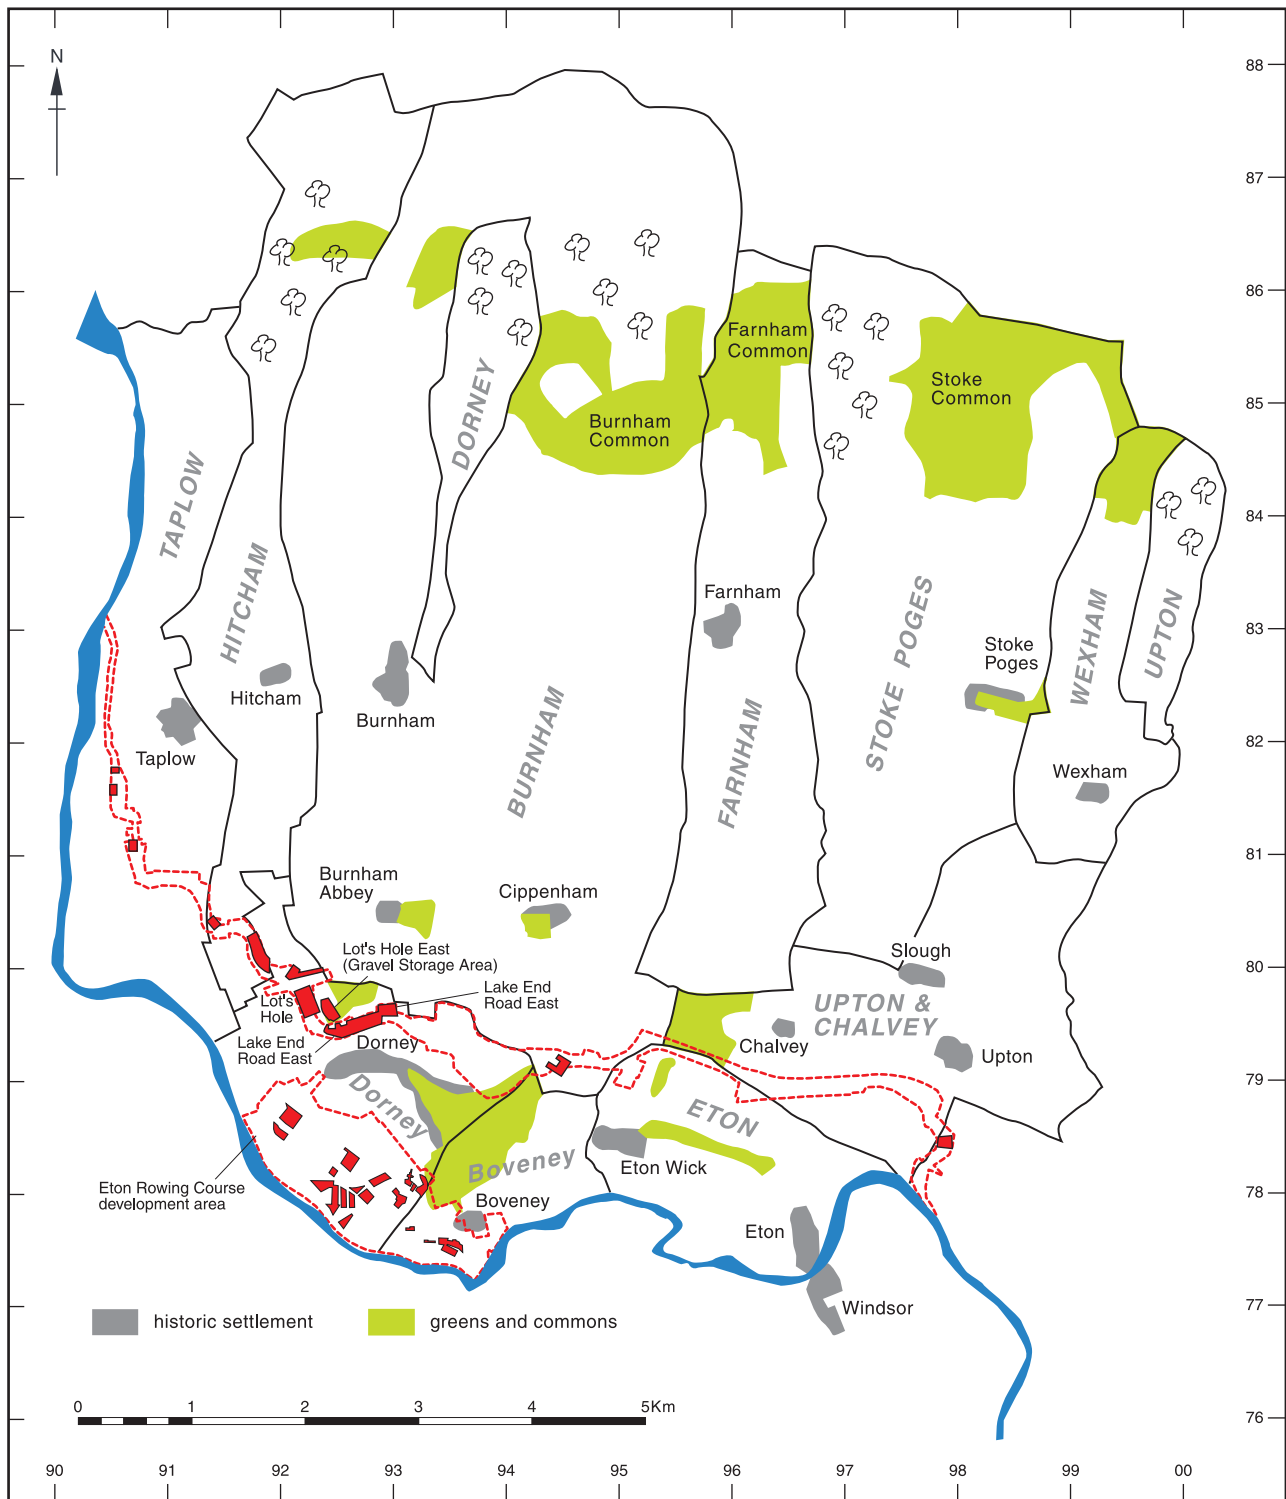 N
88
87
86
85
84
83
82
81
80
79
78
77
76
Farnham
Common
Stoke
Common
Burnham
Common
DORNEY
TAPLOW
HITCHAM
BURNHAM
FARNHAM
STOKE POGES
WEXHAM
UPTON
Farnham
Stoke
Poges
Hitcham
Burnham
Taplow
Wexham
Burnham
Abbey
Cippenham
Lot's Hole East
(Gravel Storage Area)
Slough
Lake End
Road East
Lot's
Hole
UPTON &
CHALVEY
Lake End
Road East
Dorney
Chalvey
Upton
Dorney
ETON
Boveney
Eton Wick
Eton Rowing Course
development area
Boveney
Eton
Windsor
historic settlement
greens and commons
0 1 2 3 4 5Km
90 91 92 93 94 95 96 97 98 99 00